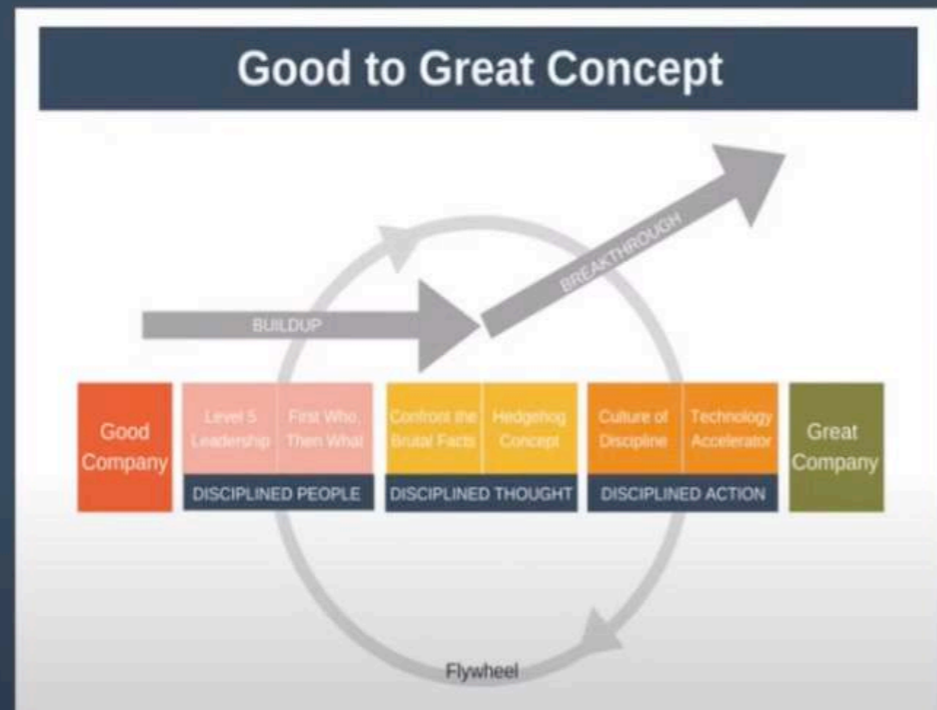 Good to Great Concept
BREAKTHROUGH
BUILDUP
Good
Company
Level 5
Leadership
First Who,
Then What
Confront the
Brutal Facts
Hedgehog
Concept
Culture of
Discipline
Technology
Accelerator
Great
Company
DISCIPLINED PEOPLE
DISCIPLINED THOUGHT
DISCIPLINED ACTION
Flywheel